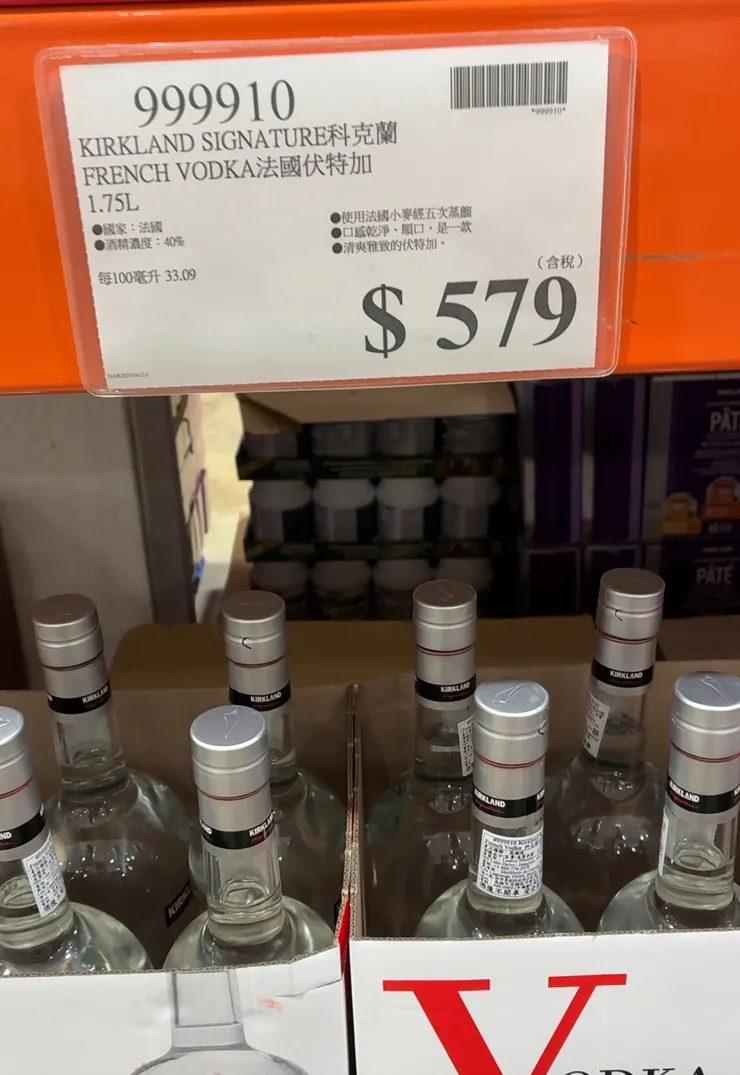 999910
*999910*
KIRKLAND SIGNATURE科克蘭
FRENCH VODKA法國伏特加
1.75L
●國家：法國
●酒精濃度：40%
●使用法國小麥經五次蒸餾
●口感乾淨、順口，是一款
●清爽雅致的伏特加。
每100毫升 33.09
（含稅）
$ 579
PÂT
PÂTÉ
KIRKLAND
KIRKLAND
KIRKLAND
KIRKLAND
KIRKLAND
KIRKLAND
KIRKLAND
VODKA